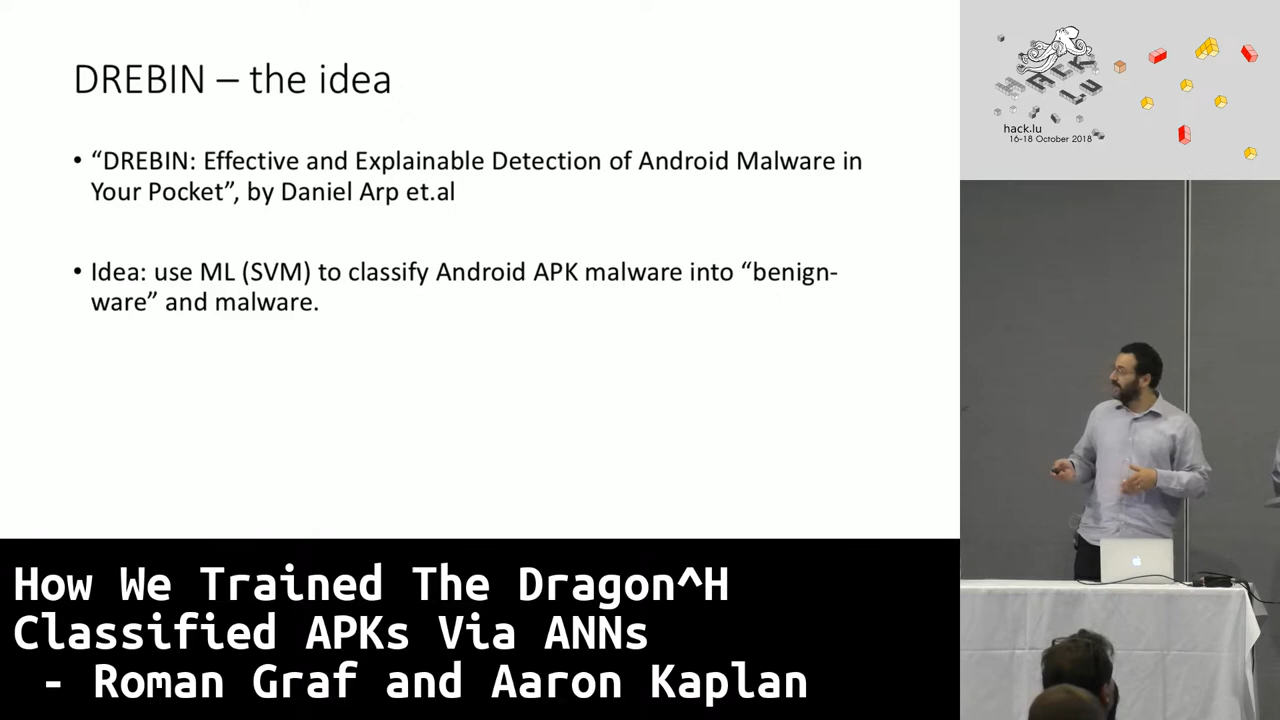 DREBIN – the idea
• “DREBIN: Effective and Explainable Detection of Android Malware in
Your Pocket”, by Daniel Arp et.al
• Idea: use ML (SVM) to classify Android APK malware into “benign-
ware” and malware.
HACK
LU
hack.lu
16-18 October 2018
How We Trained The Dragon^H
Classified APKs Via ANNs
- Roman Graf and Aaron Kaplan